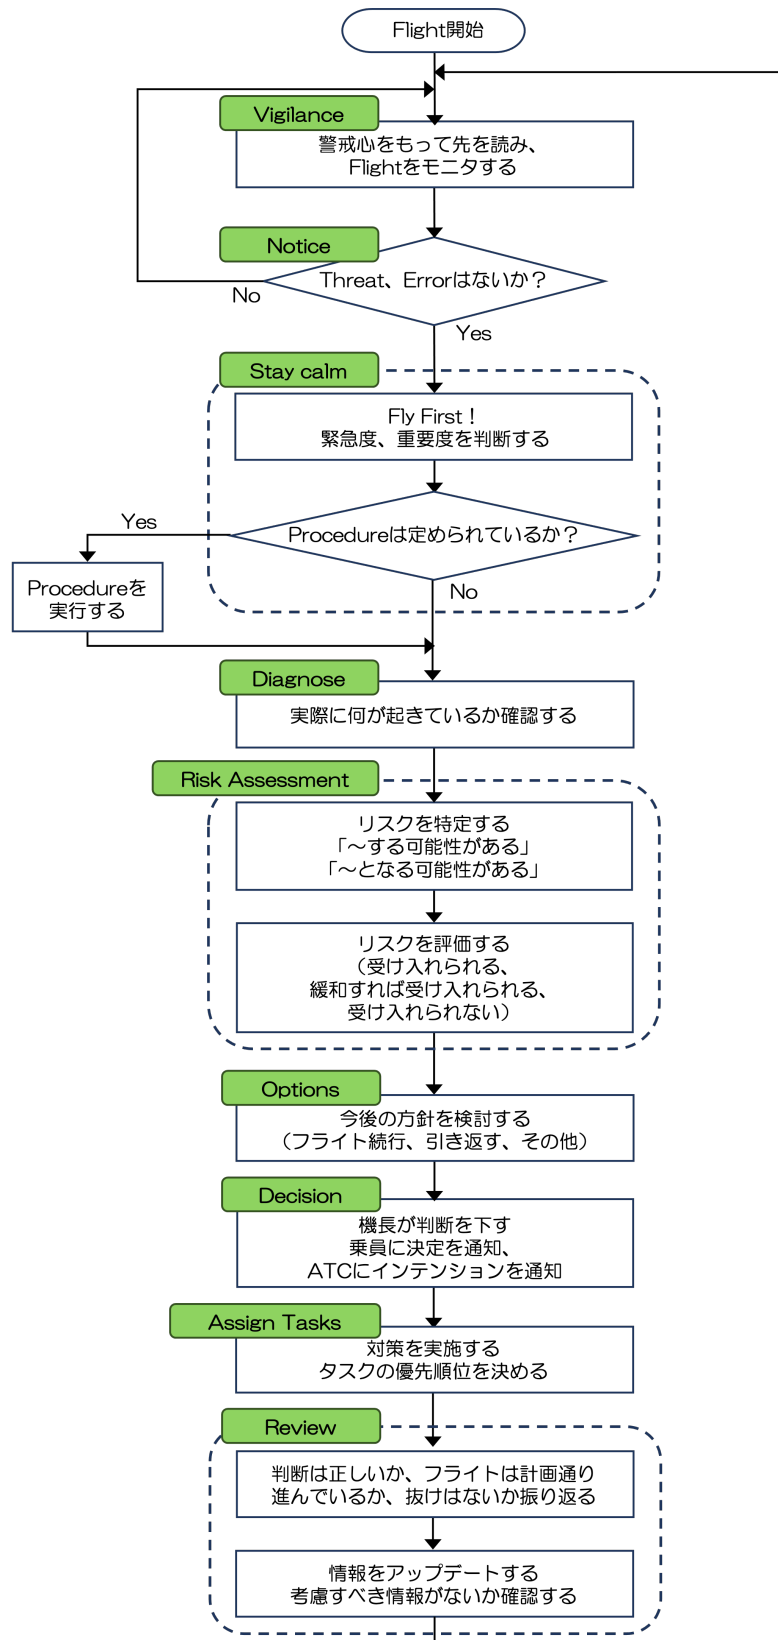 Flight開始
Vigilance
警戒心をもって先を読み、
Flightをモニタする
Notice
Threat、Errorはないか？
No
Yes
Stay calm
Fly First！
緊急度、重要度を判断する
Yes
Procedureは定められているか？
Procedureを
実行する
No
Diagnose
実際に何が起きているか確認する
Risk Assessment
リスクを特定する
「～する可能性がある」
「～となる可能性がある」
リスクを評価する
（受け入れられる、
緩和すれば受け入れられる、
受け入れられない）
Options
今後の方針を検討する
（フライト続行、引き返す、その他）
Decision
機長が判断を下す
乗員に決定を通知、
ATCにインテンションを通知
Assign Tasks
対策を実施する
タスクの優先順位を決める
Review
判断は正しいか、フライトは計画通り
進んでいるか、抜けはないか振り返る
情報をアップデートする
考慮すべき情報がないか確認する